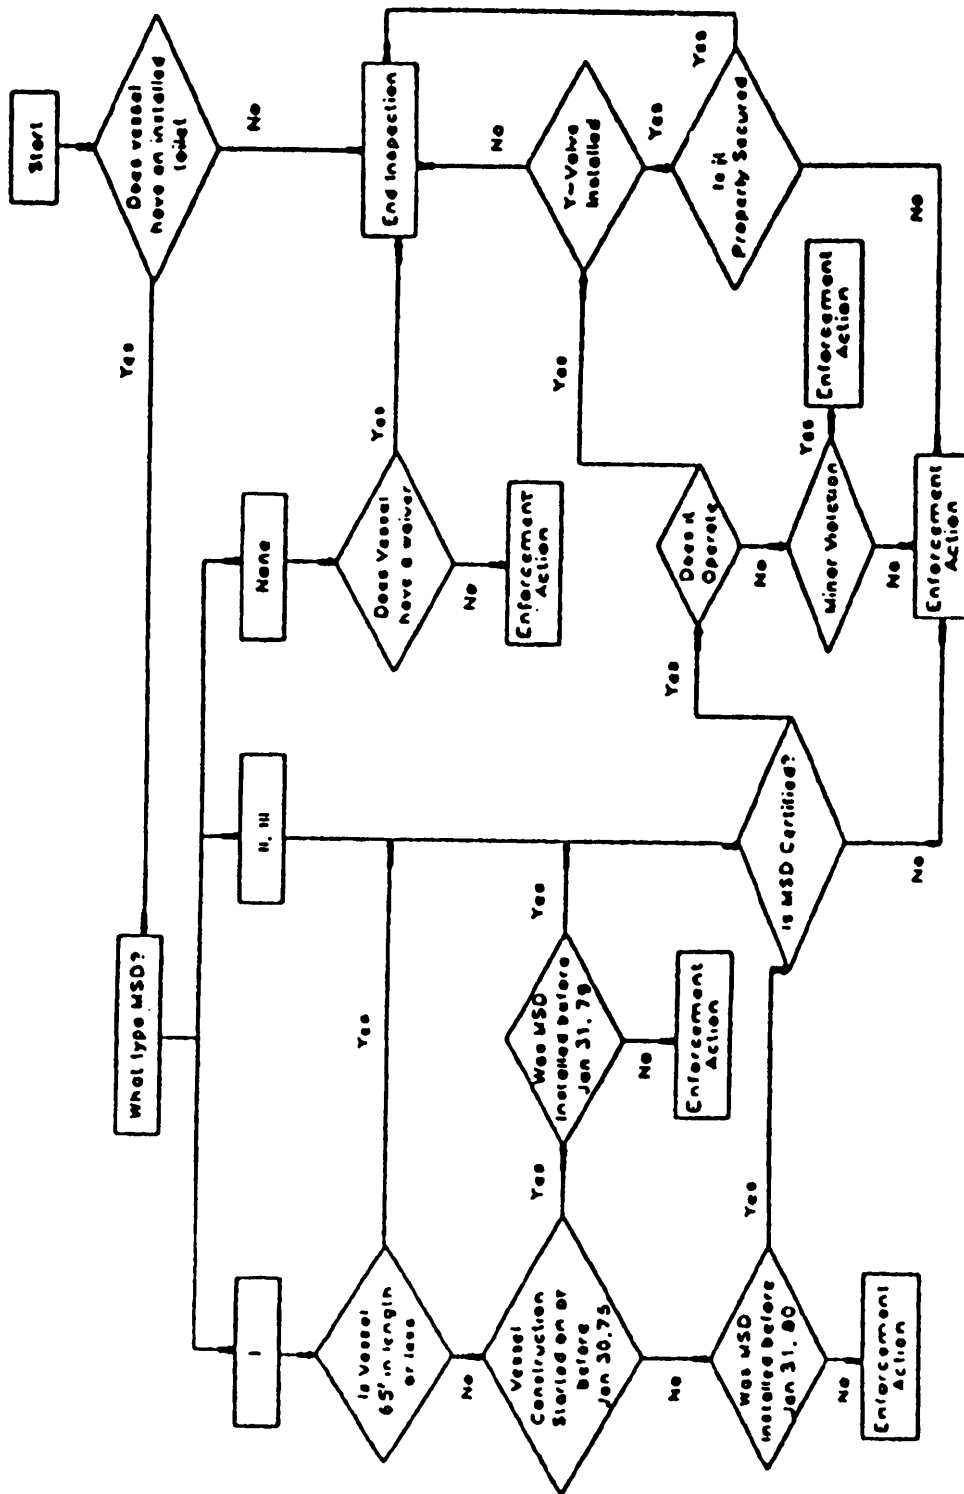 Start
Does vessel
have an installed
toilet
Yes
No
What type MSD?
I
II, III
None
End Inspection
Is Vessel
65' in length
or less
Yes
No
Does Vessel
have a waiver
Yes
No
Enforcement
Action
Vessel
Construction
Started on or
before
Jan 30,75
Yes
No
Was MSD
Installed before
Jan 31, 78
Yes
No
Enforcement
Action
Y-Valve
Installed
No
Yes
Yes
Does it
Operate
Yes
No
Is it
Properly Secured
Yes
No
Was MSD
Installed before
Jan 31, 80
Yes
No
Enforcement
Action
Is MSD Certified?
No
Minor Violation
Yes
No
Enforcement
Action
Enforcement
Action